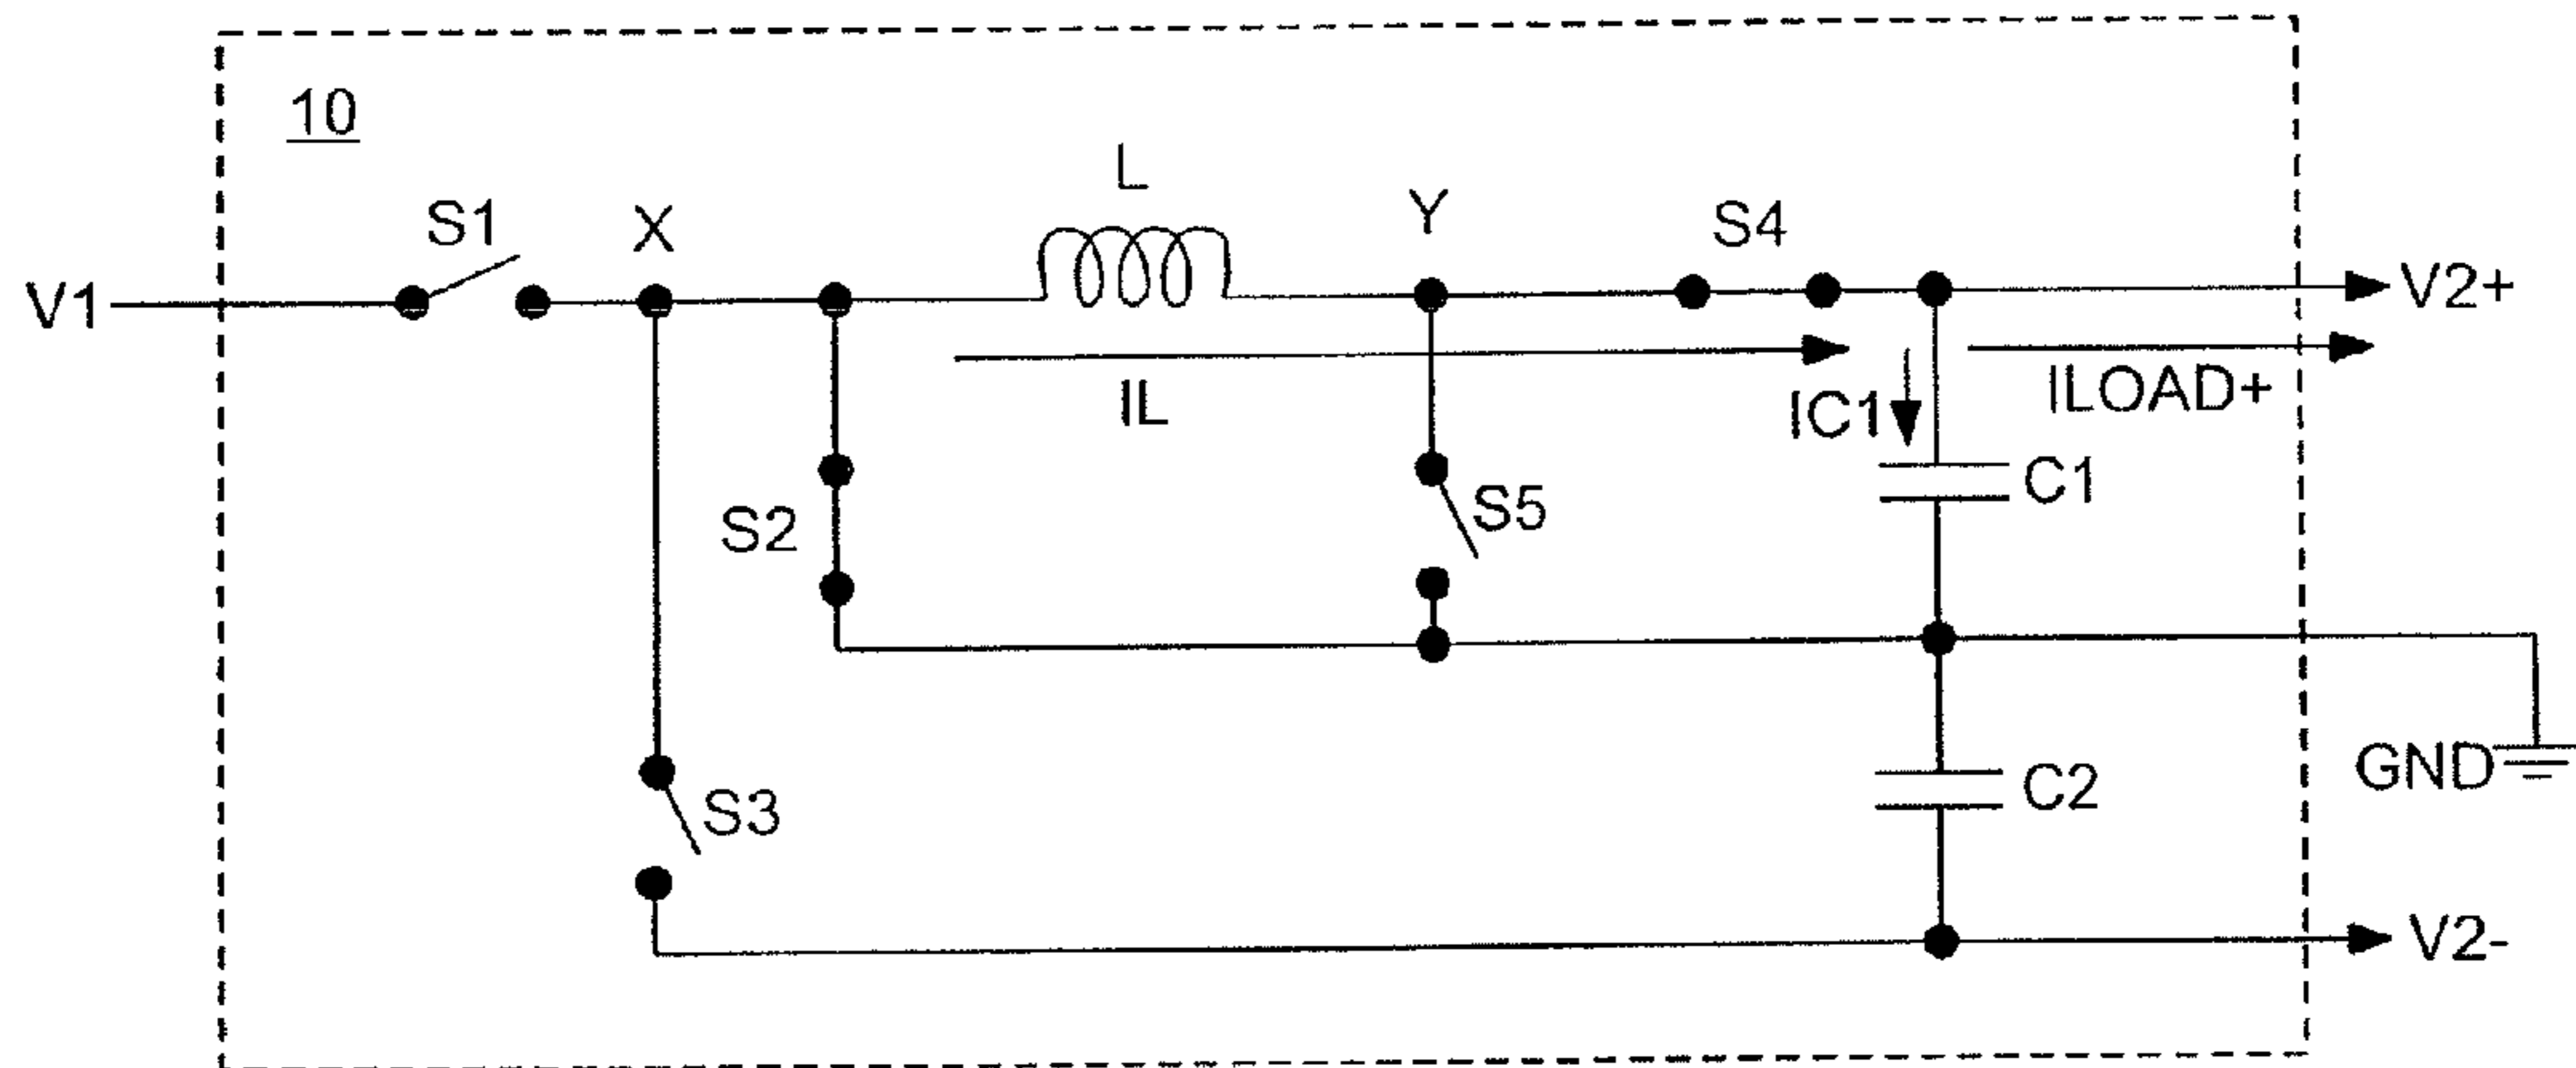 10
L
S1
X
Y
S4
V1
V2+
IL
IC1
ILOAD+
C1
S2
S5
GND
S3
C2
V2-